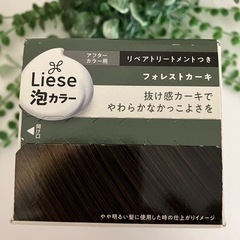 アフター
カラー用
リペアトリートメントつき
Liese
泡カラー
フォレストカーキ
抜け感カーキで
やわらかなかっこよさを
やや明るい髪に使用した時の仕上がりイメージ